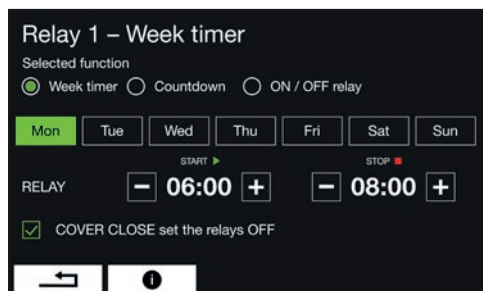 Relay 1 – Week timer
Selected function
Week timer Countdown ON / OFF relay
Mon Tue Wed Thu Fri Sat Sun
START STOP
RELAY − 06:00 + − 08:00 +
COVER CLOSE set the relays OFF
i